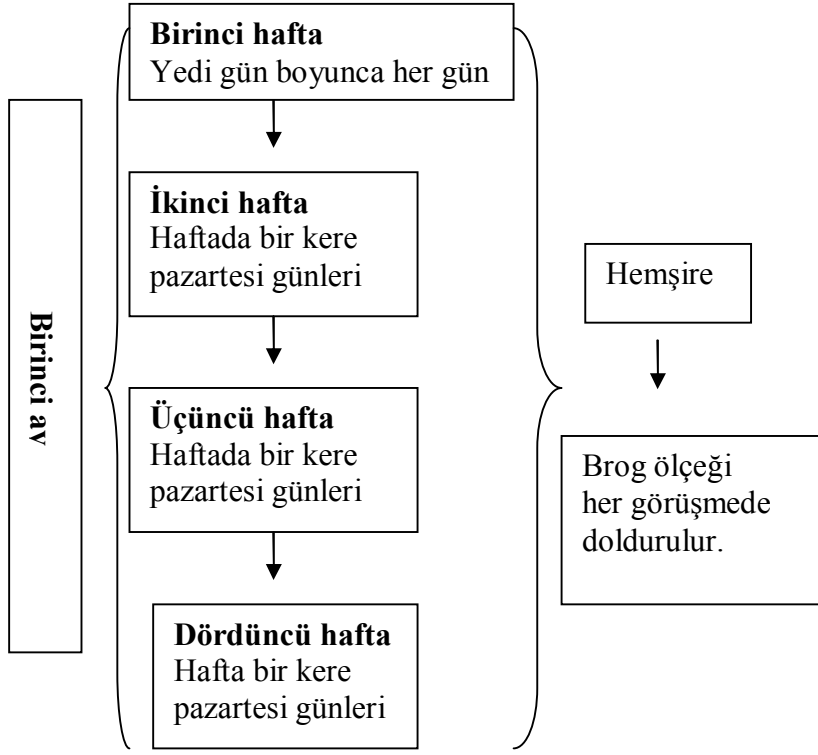 Birinci av
Birinci hafta
Yedi gün boyunca her gün
İkinci hafta
Haftada bir kere
pazartesi günleri
Üçüncü hafta
Haftada bir kere
pazartesi günleri
Dördüncü hafta
Hafta bir kere
pazartesi günleri
Hemşire
Brog ölçeği
her görüşmede
doldurulur.